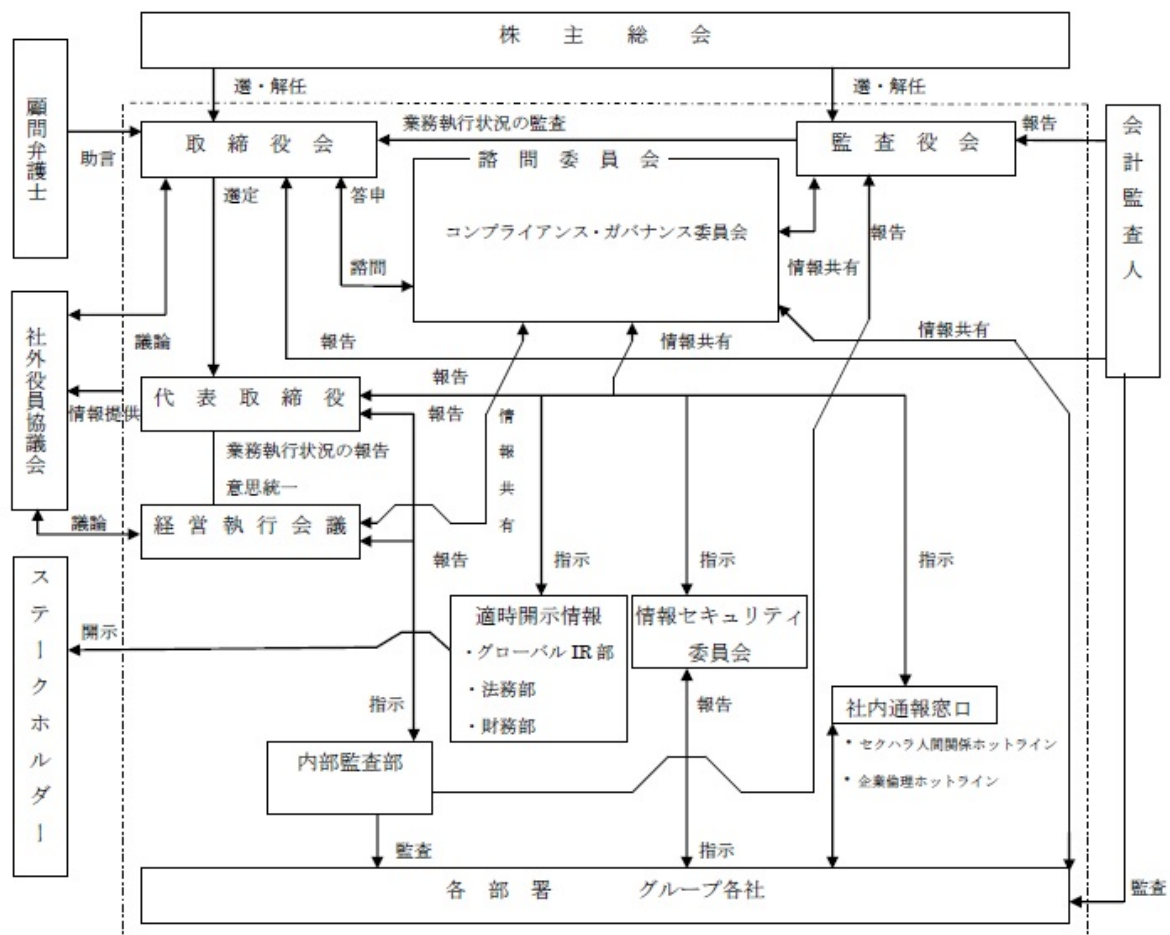 株 主 総 会
選・解任
選・解任
顧問弁護士
助言
取 締 役 会
業務執行状況の監査
監 査 役 会
報告
会計監査人
選定
答申
諮問
諮 問 委 員 会
コンプライアンス・ガバナンス委員会
情報共有
報告
議論
報告
情報共有
情報共有
社外役員協議会
情報提供
代 表 取 締 役
報告
報告
情報共有
業務執行状況の報告
意思統一
議論
経 営 執 行 会 議
報告
指示
指示
指示
ステークホルダー
開示
適時開示情報
・グローバル IR 部
・法務部
・財務部
情報セキュリティ
委員会
指示
報告
社内通報窓口
・セクハラ人間関係ホットライン
・企業倫理ホットライン
内部監査部
監査
指示
各 部 署 グループ各社
監査